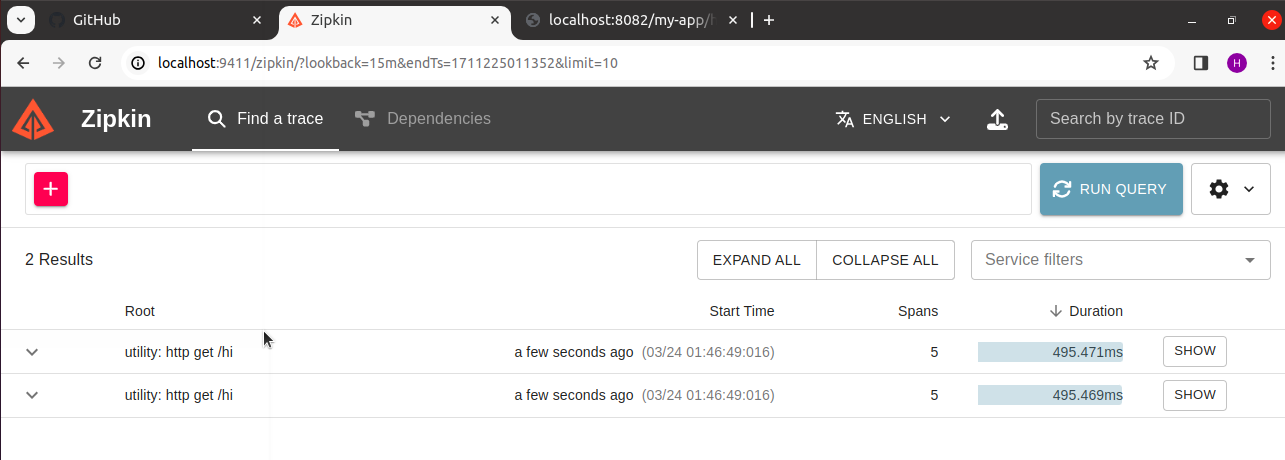 GitHub
Zipkin
localhost:8082/my-app/h
localhost:9411/zipkin/?lookback=15m&endTs=1711225011352&limit=10
H
Zipkin
Find a trace
Dependencies
ENGLISH
Search by trace ID
RUN QUERY
2 Results
EXPAND ALL
COLLAPSE ALL
Service filters
Root Start Time Spans Duration
utility: http get /hi a few seconds ago (03/24 01:46:49:016) 5 495.471ms SHOW
utility: http get /hi a few seconds ago (03/24 01:46:49:016) 5 495.469ms SHOW